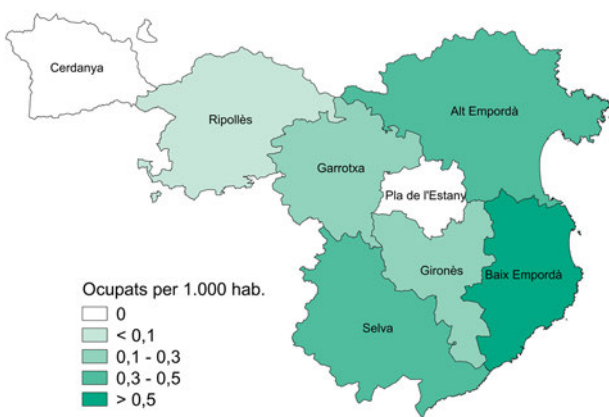 Cerdanya
Ripollès
Alt Empordà
Garrotxa
Pla de l'Estany
Gironès
Baix Empordà
Selva
Ocupats per 1.000 hab.
0
< 0,1
0,1 - 0,3
0,3 - 0,5
> 0,5